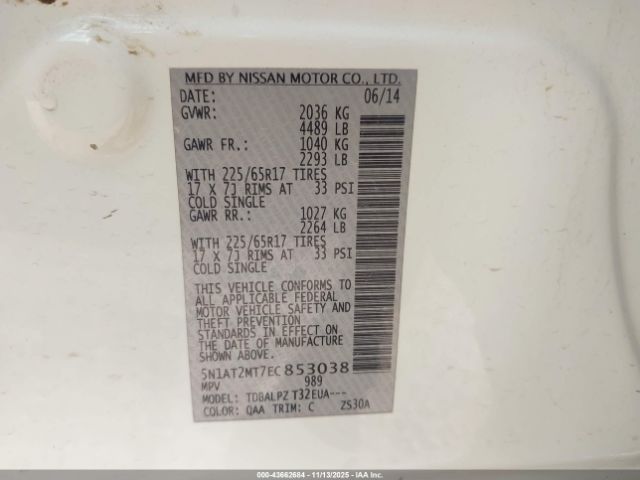 MFD BY NISSAN MOTOR CO., LTD.
DATE: 06/14
GVWR: 2036 KG
4489 LB
GAWR FR.: 1040 KG
2293 LB
WITH 225/65R17 TIRES
17 X 7J RIMS AT 33 PSI
COLD SINGLE
GAWR RR.: 1027 KG
2264 LB
WITH 225/65R17 TIRES
17 X 7J RIMS AT 33 PSI
COLD SINGLE
THIS VEHICLE CONFORMS TO
ALL APPLICABLE FEDERAL
MOTOR VEHICLE SAFETY AND
THEFT PREVENTION
STANDARDS IN EFFECT ON
THE DATE OF MANUFACTURE
SHOWN ABOVE.
5N1AT2MT7EC853038
MPV 989
MODEL: TDBALPZ T32EUA---
COLOR: QAA TRIM: C ZS30A
000-43662684 - 11/13/2025 - IAA, Inc.